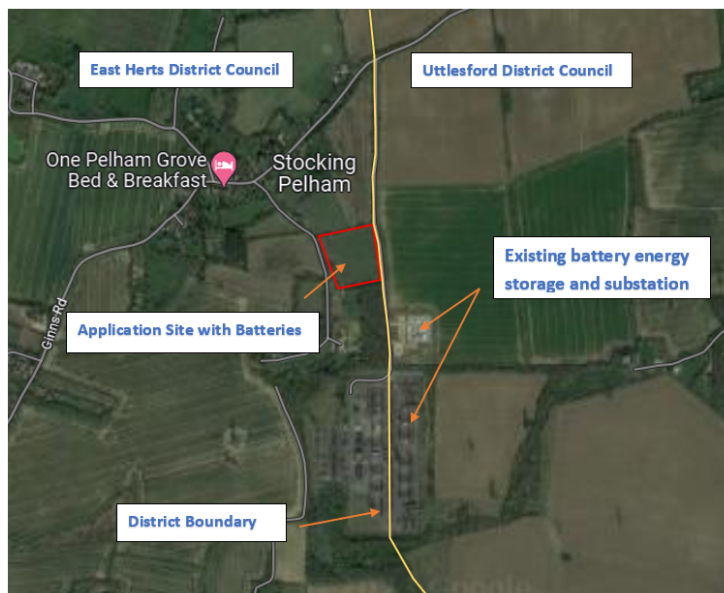 East Herts District Council
Uttlesford District Council
One Pelham Grove
Bed & Breakfast
Stocking
Pelham
Existing battery energy
storage and substation
Application Site with Batteries
Ginns Rd
District Boundary
Google